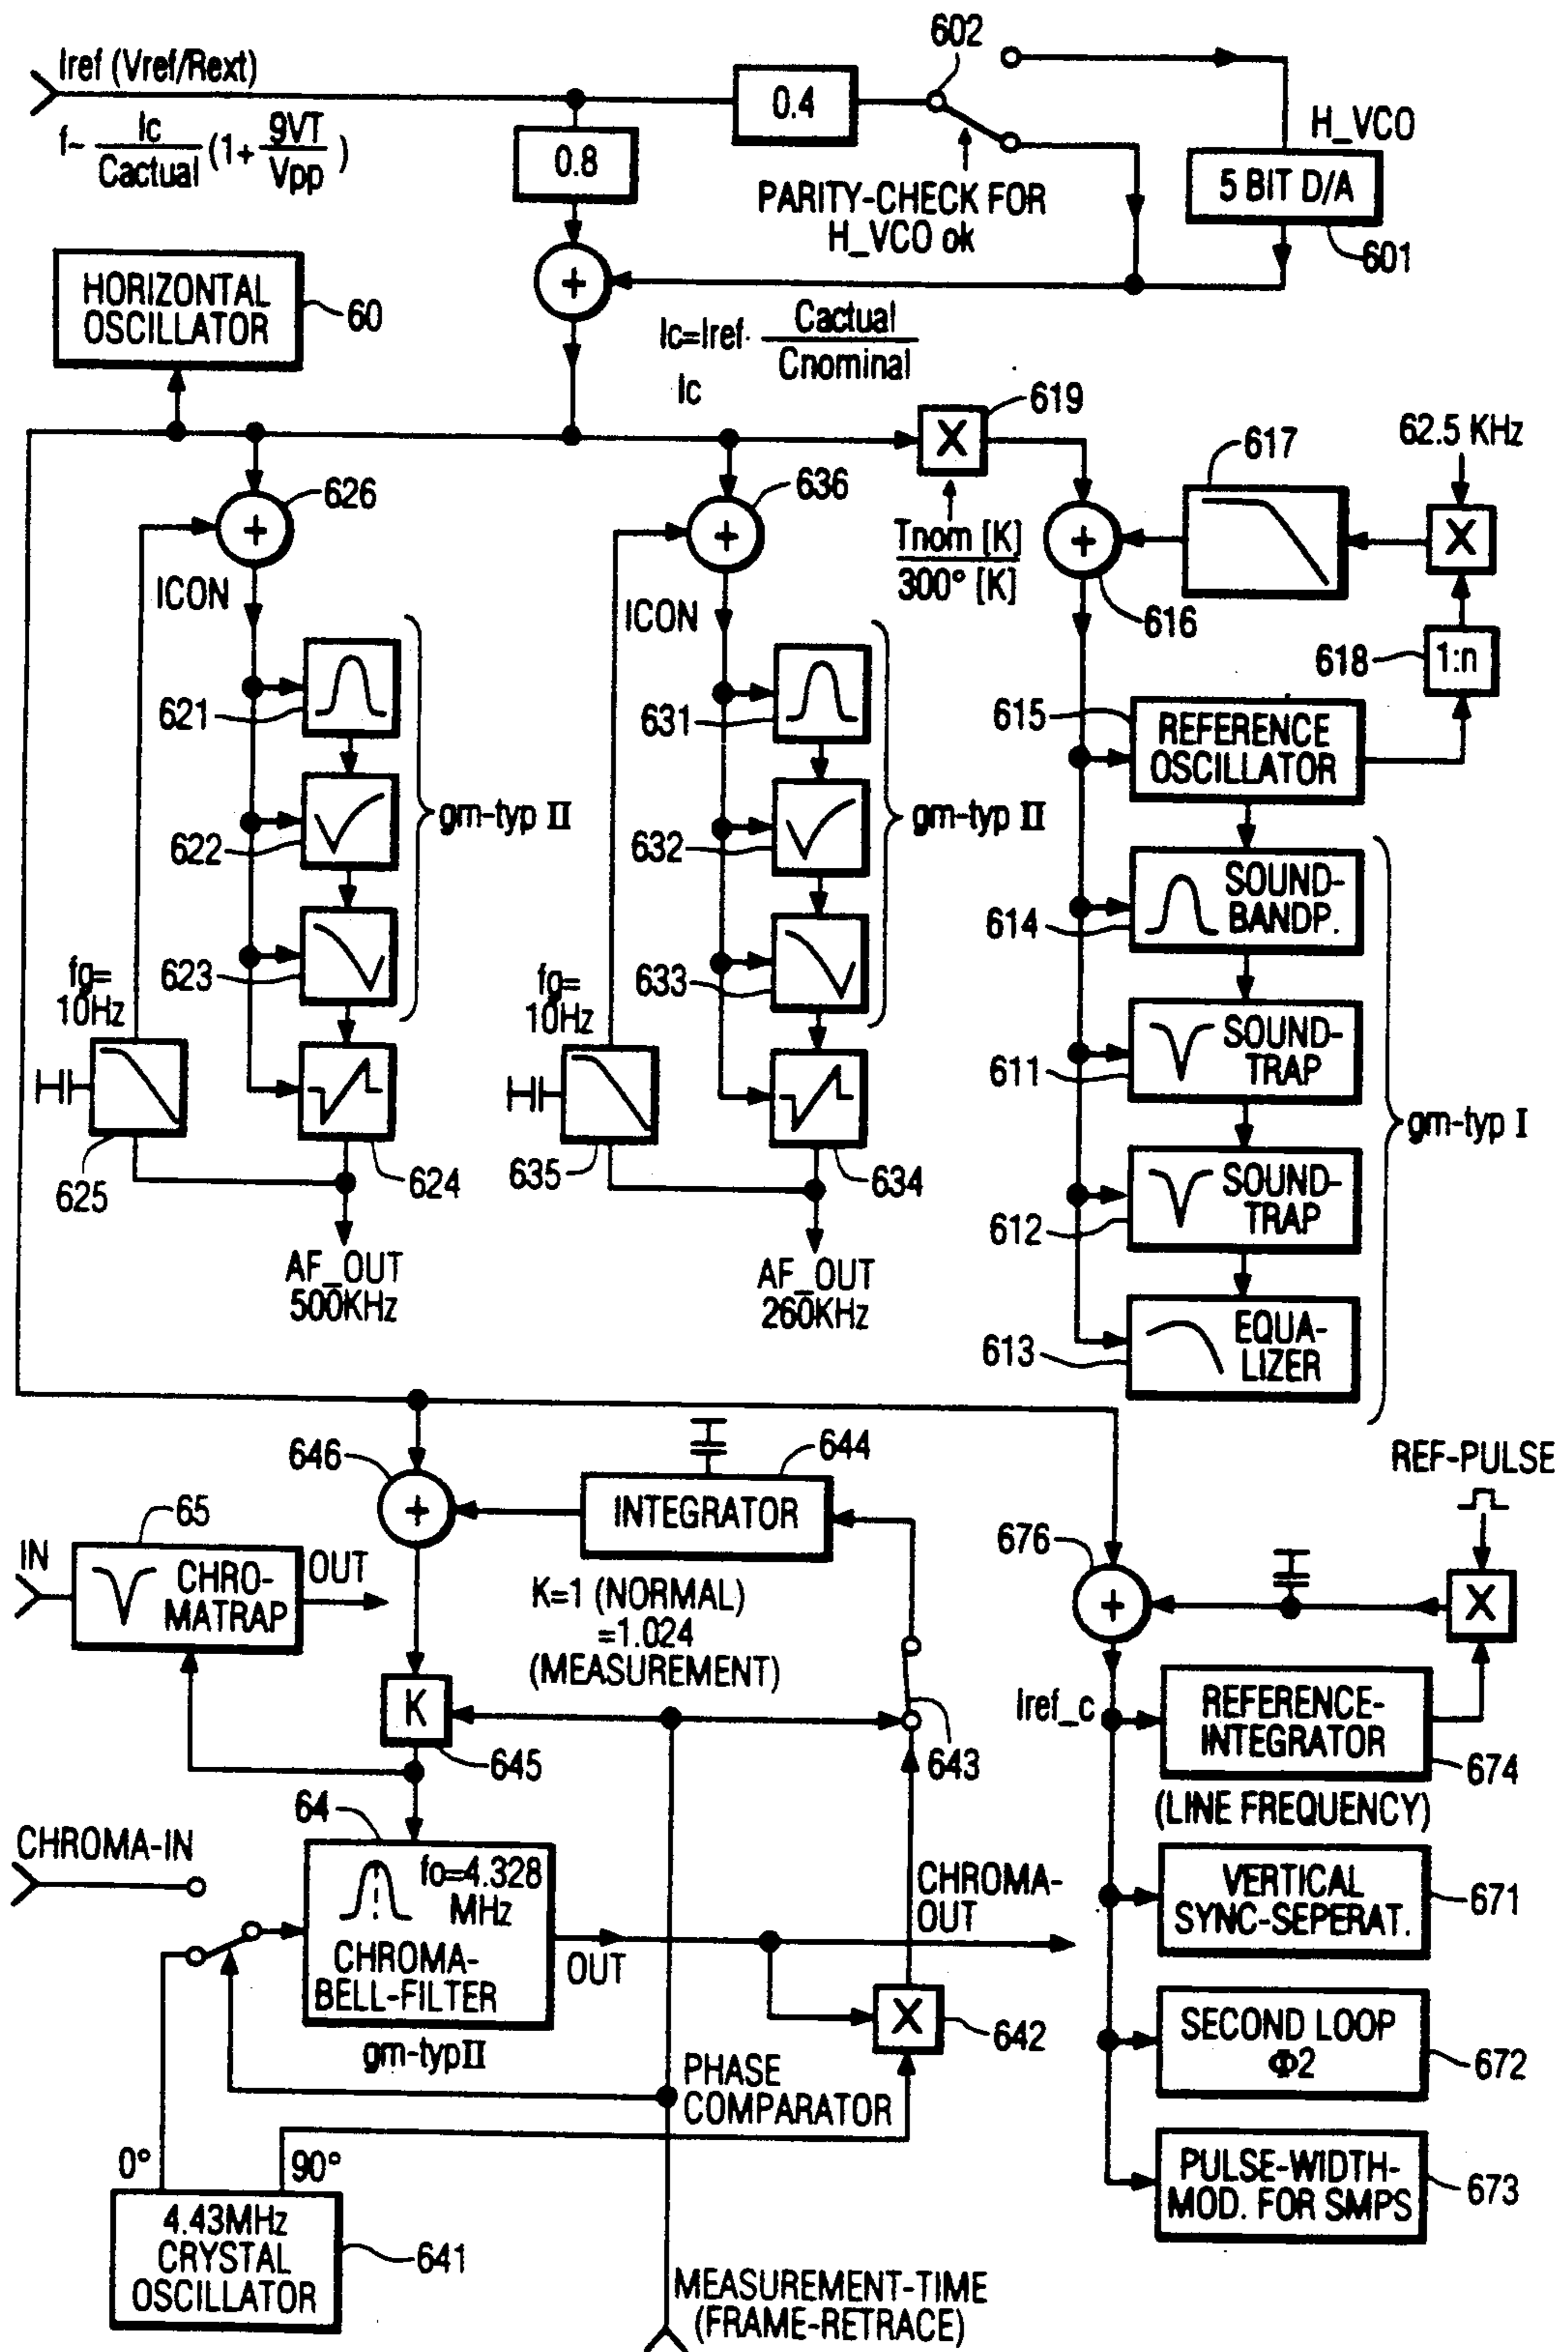 Iref (Vref/Rext)
602
0.4
H_VCO
f~ Ic/Cactual (1+ 9VT/Vpp )
0.8
PARITY-CHECK FOR
H_VCO ok
5 BIT D/A
601
HORIZONTAL
OSCILLATOR
60
+
Ic=Iref· Cactual/Cnominal
Ic
619
X
62.5 KHz
617
626
+
636
+
Tnom [K]
300° [K]
+
616
X
ICON
ICON
618
1:n
621
631
615
REFERENCE
OSCILLATOR
gm-typ II
gm-typ II
622
632
614
SOUND-
BANDP.
623
633
fg=
10Hz
fg=
10Hz
611
SOUND-
TRAP
gm-typ I
625
624
635
634
612
SOUND-
TRAP
AF_OUT
500KHz
AF_OUT
260KHz
613
EQUA-
LIZER
646
+
644
INTEGRATOR
REF-PULSE
65
IN
CHRO-
MATRAP
OUT
676
+
X
K=1 (NORMAL)
=1.024
(MEASUREMENT)
K
645
643
Iref_c
REFERENCE-
INTEGRATOR
674
(LINE FREQUENCY)
64
CHROMA-IN
fo=4.328
MHz
CHROMA-
BELL-FILTER
OUT
CHROMA-
OUT
VERTICAL
SYNC-SEPERAT.
671
gm-typII
X
642
SECOND LOOP
Φ2
672
PHASE
COMPARATOR
0°
90°
PULSE-WIDTH-
MOD. FOR SMPS
673
4.43MHz
CRYSTAL
OSCILLATOR
641
MEASUREMENT-TIME
(FRAME-RETRACE)